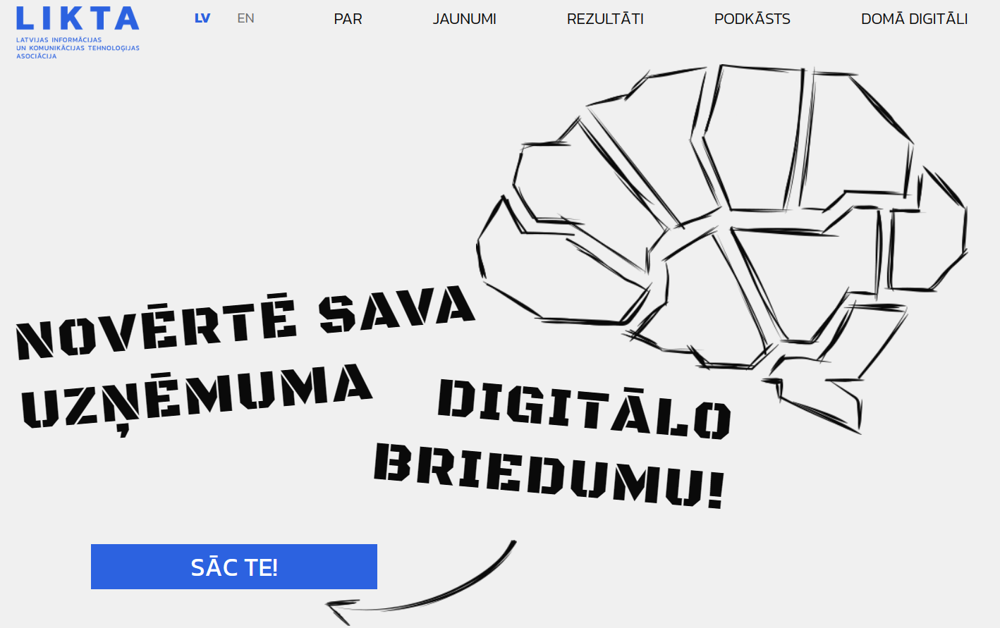 LIKTA
LATVIJAS INFORMĀCIJAS
UN KOMUNIKĀCIJAS TEHNOLOĢIJAS
ASOCIĀCIJA
LV
EN
PAR
JAUNUMI
REZULTĀTI
PODKĀSTS
DOMĀ DIGITĀLI
NOVĒRTĒ SAVA
UZŅĒMUMA
DIGITĀLO
BRIEDUMU!
SĀC TE!